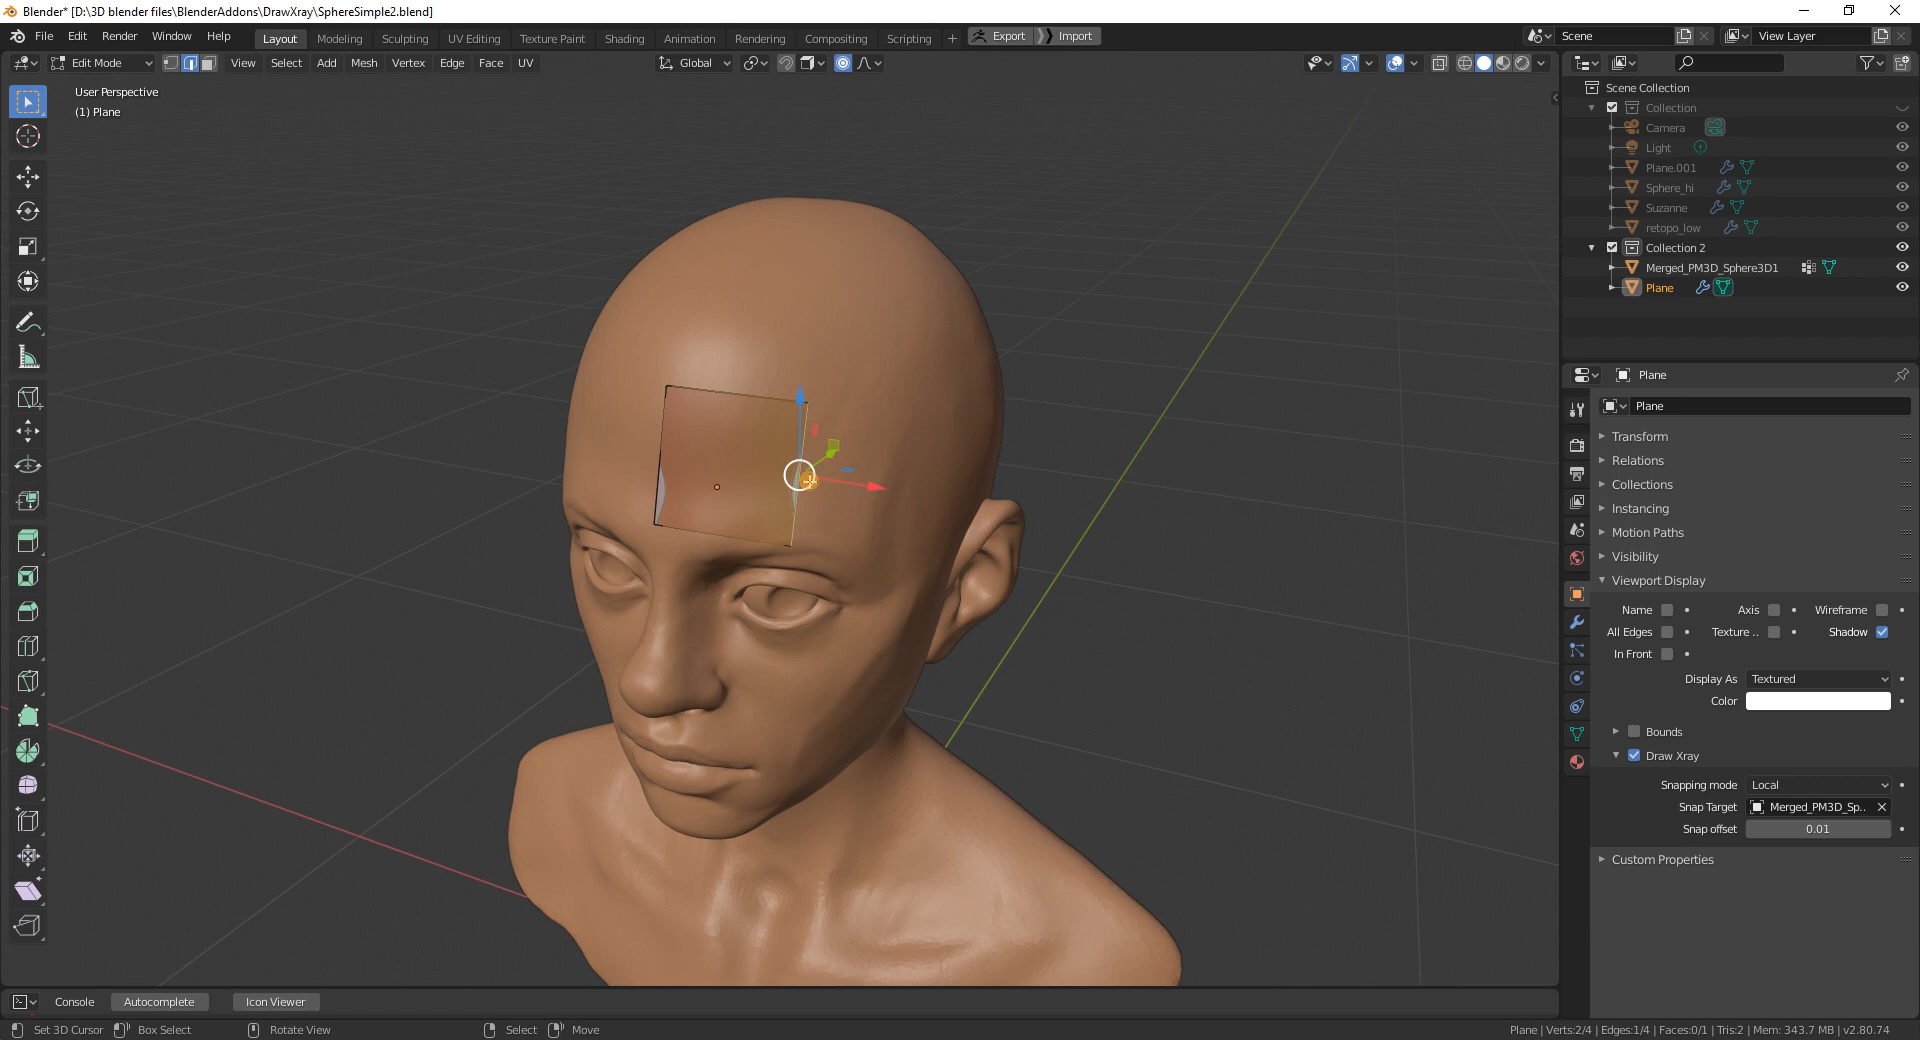 Blender* [D:\3D blender files\BlenderAddons\DrawXray\SphereSimple2.blend]
File Edit Render Window Help Layout Modeling Sculpting UV Editing Texture Paint Shading Animation Rendering Compositing Scripting + Export Import Scene View Layer
Edit Mode View Select Add Mesh Vertex Edge Face UV Global
User Perspective
(1) Plane
Scene Collection
Collection
Camera
Light
Plane.001
Sphere_hi
Suzanne
retopo_low
Collection 2
Merged_PM3D_Sphere3D1
Plane
Plane
Plane
Transform
Relations
Collections
Instancing
Motion Paths
Visibility
Viewport Display
Name Axis Wireframe
All Edges Texture .. Shadow
In Front
Display As Textured
Color
Bounds
Draw Xray
Snapping mode Local
Snap Target Merged_PM3D_Sp..
Snap offset 0.01
Custom Properties
Console Autocomplete Icon Viewer
Set 3D Cursor Box Select Rotate View Select Move Plane | Verts:2/4 | Edges:1/4 | Faces:0/1 | Tris:2 | Mem: 343.7 MB | v2.80.74